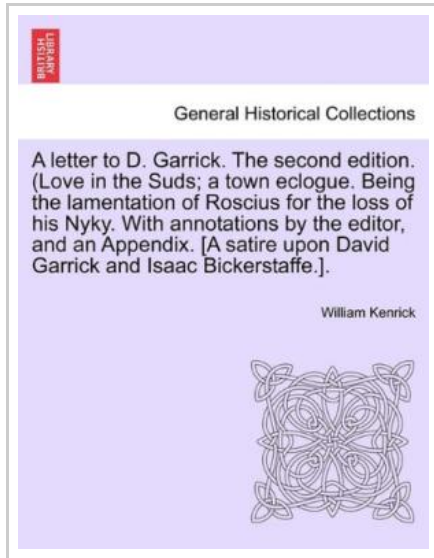 BRITISH
LIBRARY
General Historical Collections
A letter to D. Garrick. The second edition.
(Love in the Suds; a town eclogue. Being
the lamentation of Roscius for the loss of
his Nyky. With annotations by the editor,
and an Appendix. [A satire upon David
Garrick and Isaac Bickerstaffe.].
William Kenrick